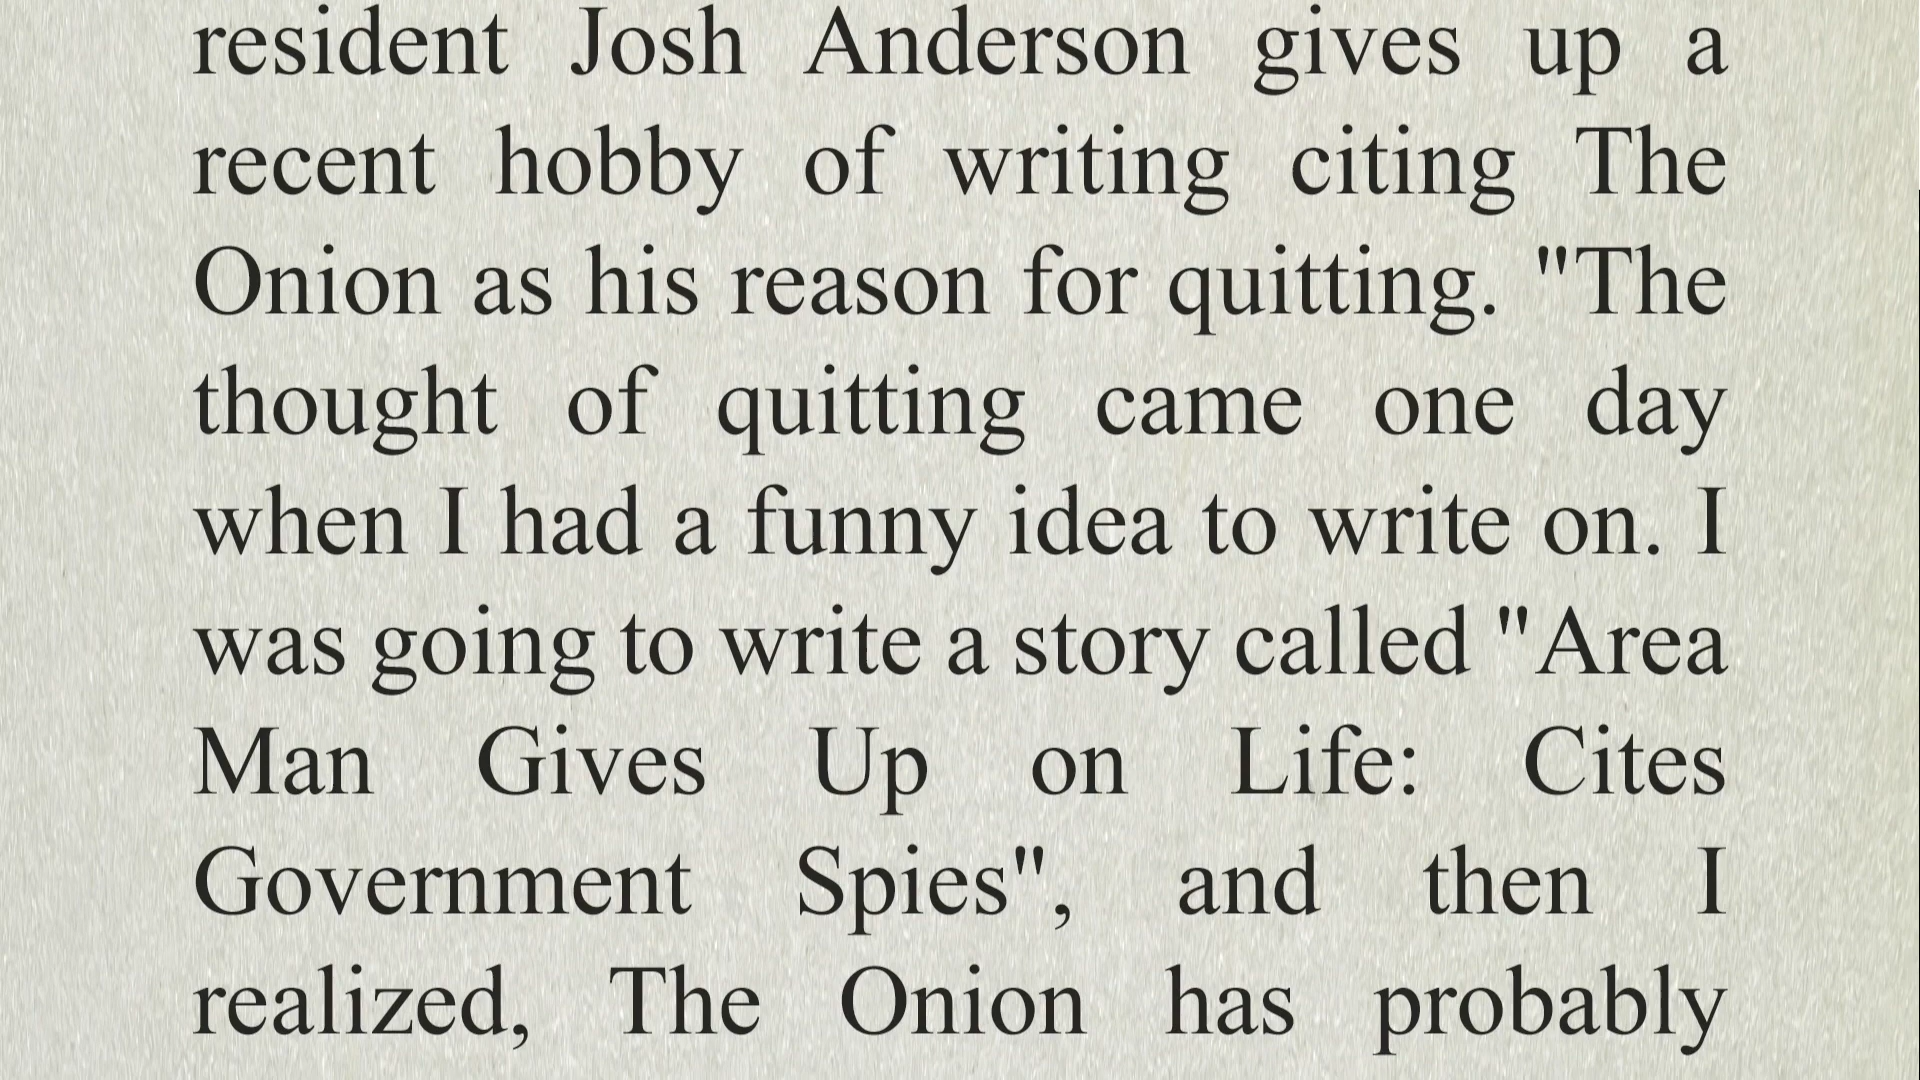 resident Josh Anderson gives up a
recent hobby of writing citing The
Onion as his reason for quitting. "The
thought of quitting came one day
when I had a funny idea to write on. I
was going to write a story called "Area
Man Gives Up on Life: Cites
Government Spies", and then I
realized, The Onion has probably